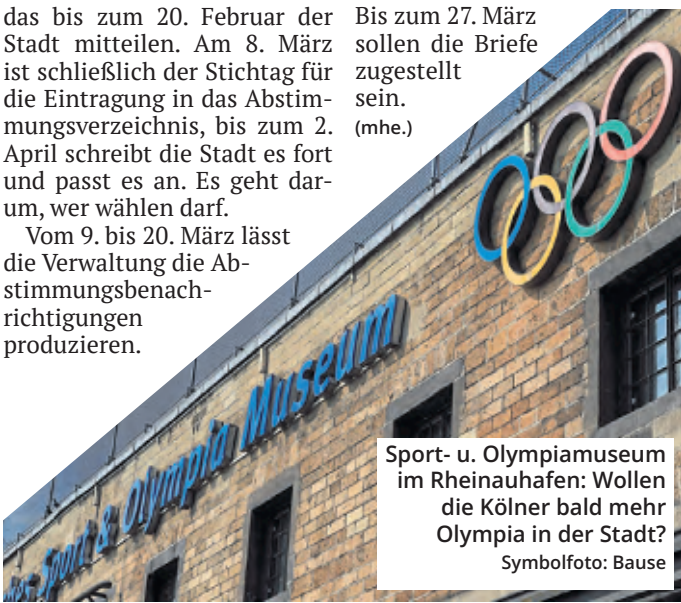 das bis zum 20. Februar der
Stadt mitteilen. Am 8. März
ist schließlich der Stichtag für
die Eintragung in das Abstim-
mungsverzeichnis, bis zum 2.
April schreibt die Stadt es fort
und passt es an. Es geht dar-
um, wer wählen darf.
Vom 9. bis 20. März lässt
die Verwaltung die Ab-
stimmungsbenach-
richtigungen
produzieren.
Bis zum 27. März
sollen die Briefe
zugestellt
sein.
(mhe.)
Sport & Olympia Museum
Sport- u. Olympiamuseum
im Rheinauhafen: Wollen
die Kölner bald mehr
Olympia in der Stadt?
Symbolfoto: Bause